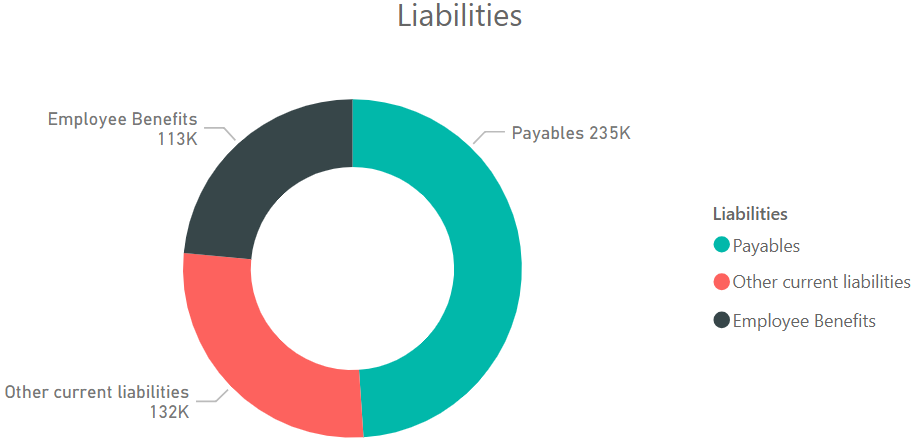 Liabilities
Employee Benefits
113K
Payables 235K
Liabilities
Payables
Other current liabilities
Employee Benefits
Other current liabilities
132K